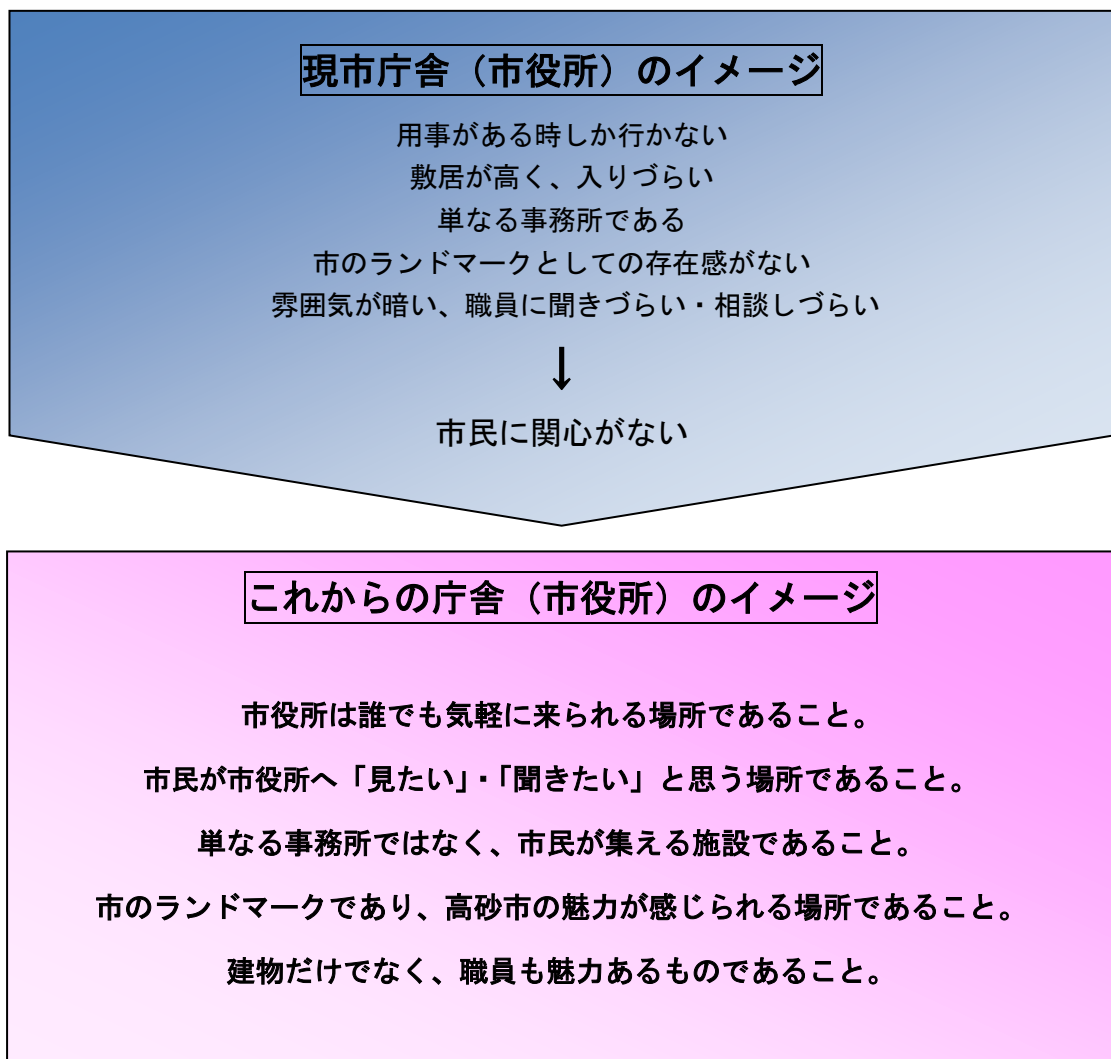 現市庁舎（市役所）のイメージ
用事がある時しか行かない
敷居が高く、入りづらい
単なる事務所である
市のランドマークとしての存在感がない
雰囲気が暗い、職員に聞きづらい・相談しづらい
↓
市民に関心がない
これからの庁舎（市役所）のイメージ
市役所は誰でも気軽に来られる場所であること。
市民が市役所へ「見たい」・「聞きたい」と思う場所であること。
単なる事務所ではなく、市民が集える施設であること。
市のランドマークであり、高砂市の魅力が感じられる場所であること。
建物だけでなく、職員も魅力あるものであること。